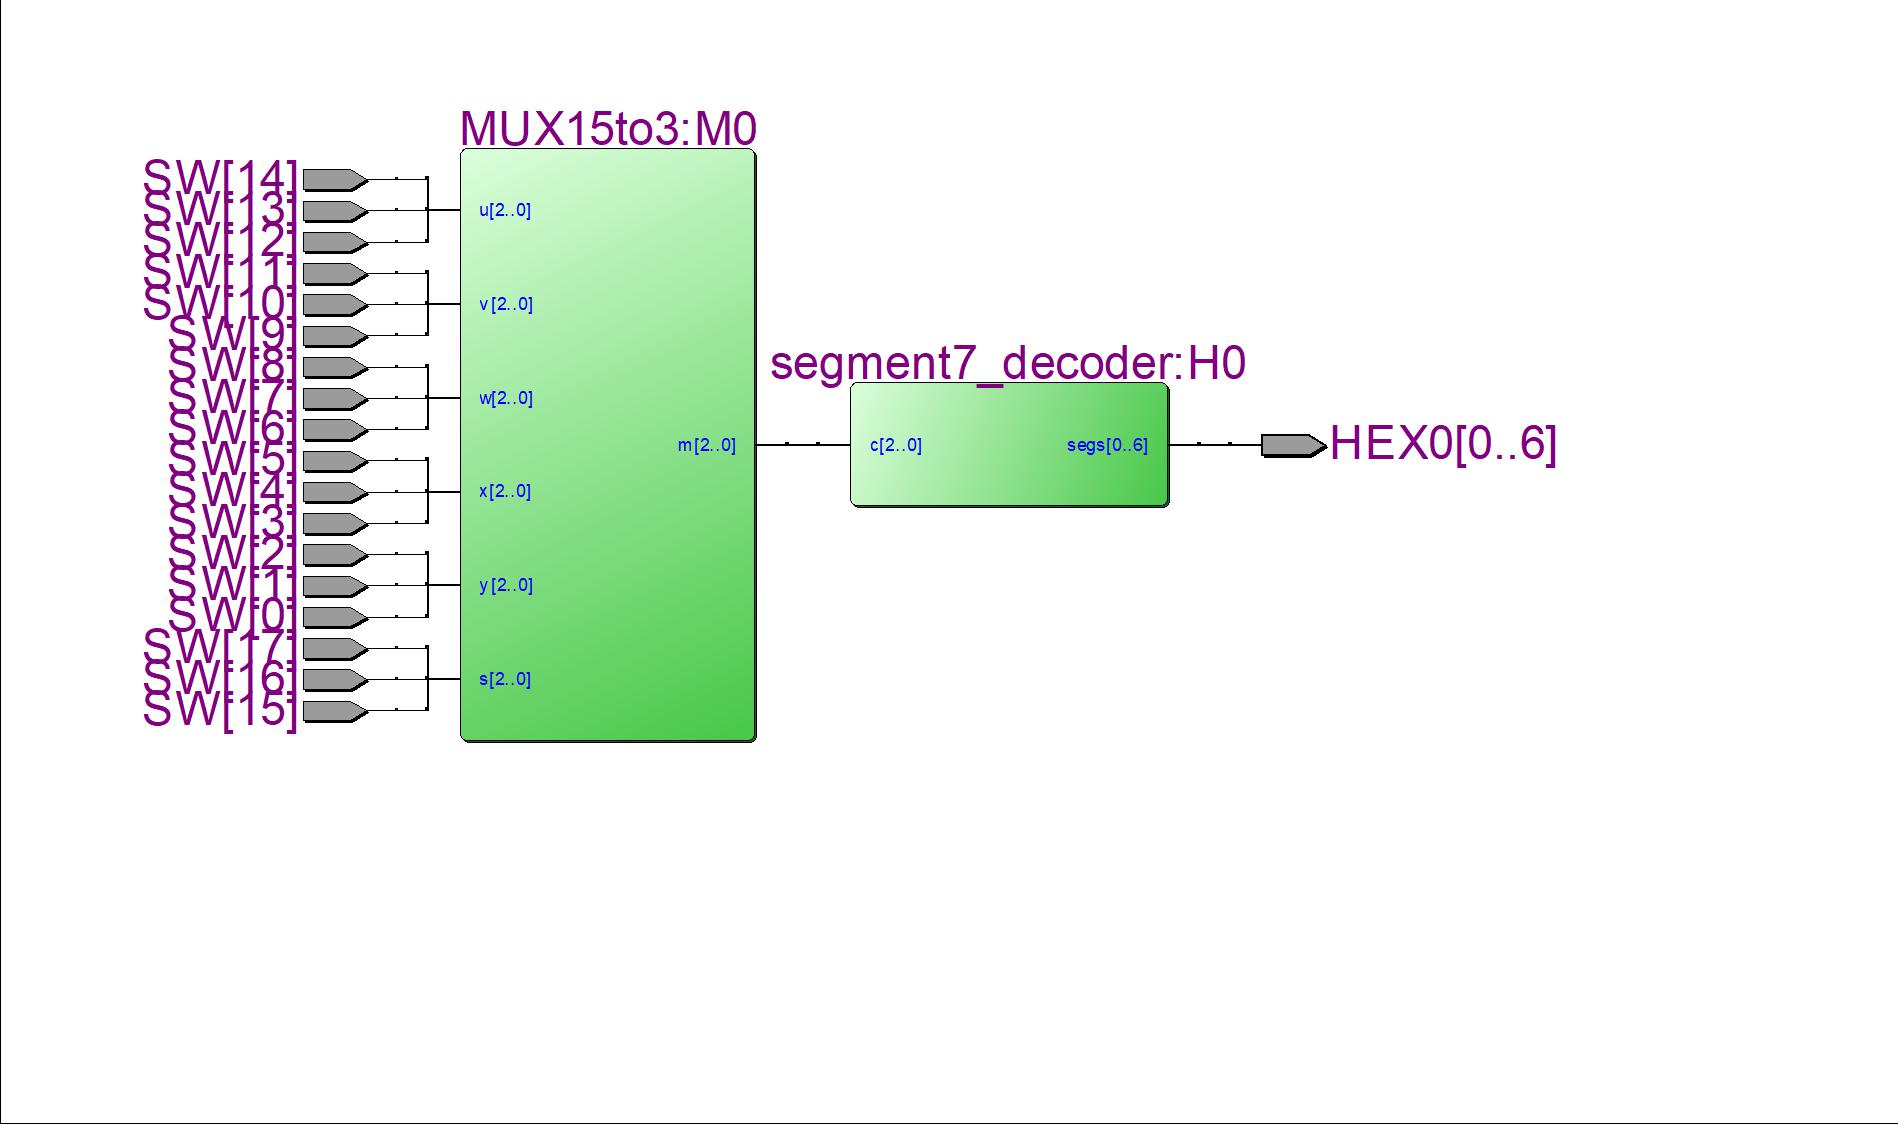 MUX15to3:M0
SW[14]
SW[13]
SW[12]
SW[11]
SW[10]
SW[9]
SW[8]
SW[7]
SW[6]
SW[5]
SW[4]
SW[3]
SW[2]
SW[1]
SW[0]
SW[17]
SW[16]
SW[15]
u[2..0]
v[2..0]
w[2..0]
x[2..0]
y[2..0]
s[2..0]
m[2..0]
segment7_decoder:H0
c[2..0]
segs[0..6]
HEX0[0..6]